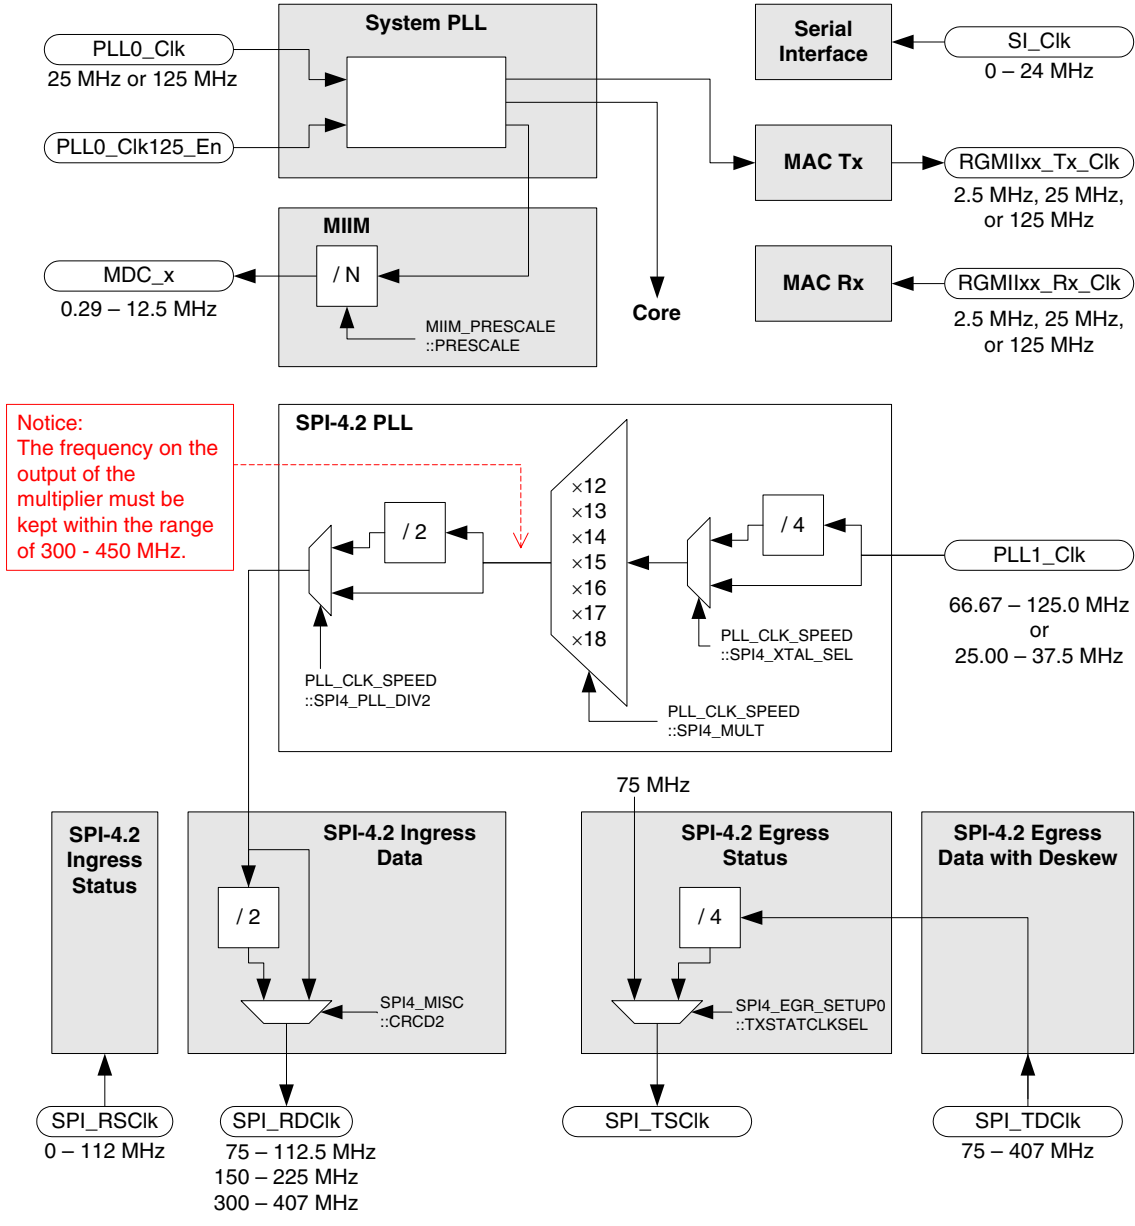 System PLL
Serial
Interface
PLL0_Clk
25 MHz or 125 MHz
SI_Clk
0 – 24 MHz
PLL0_Clk125_En
MAC Tx
RGMIIxx_Tx_Clk
2.5 MHz, 25 MHz,
or 125 MHz
MIIM
/ N
MDC_x
0.29 – 12.5 MHz
MIIM_PRESCALE
::PRESCALE
Core
MAC Rx
RGMIIxx_Rx_Clk
2.5 MHz, 25 MHz,
or 125 MHz
Notice:
The frequency on the
output of the
multiplier must be
kept within the range
of 300 - 450 MHz.
SPI-4.2 PLL
/ 2
×12
×13
×14
×15
×16
×17
×18
/ 4
PLL1_Clk
66.67 – 125.0 MHz
or
25.00 – 37.5 MHz
PLL_CLK_SPEED
::SPI4_XTAL_SEL
PLL_CLK_SPEED
::SPI4_PLL_DIV2
PLL_CLK_SPEED
::SPI4_MULT
75 MHz
SPI-4.2
Ingress
Status
SPI-4.2 Ingress
Data
SPI-4.2 Egress
Status
SPI-4.2 Egress
Data with Deskew
/ 2
/ 4
SPI4_MISC
::CRCD2
SPI4_EGR_SETUP0
::TXSTATCLKSEL
SPI_RSClk
0 – 112 MHz
SPI_RDClk
75 – 112.5 MHz
150 – 225 MHz
300 – 407 MHz
SPI_TSClk
SPI_TDClk
75 – 407 MHz